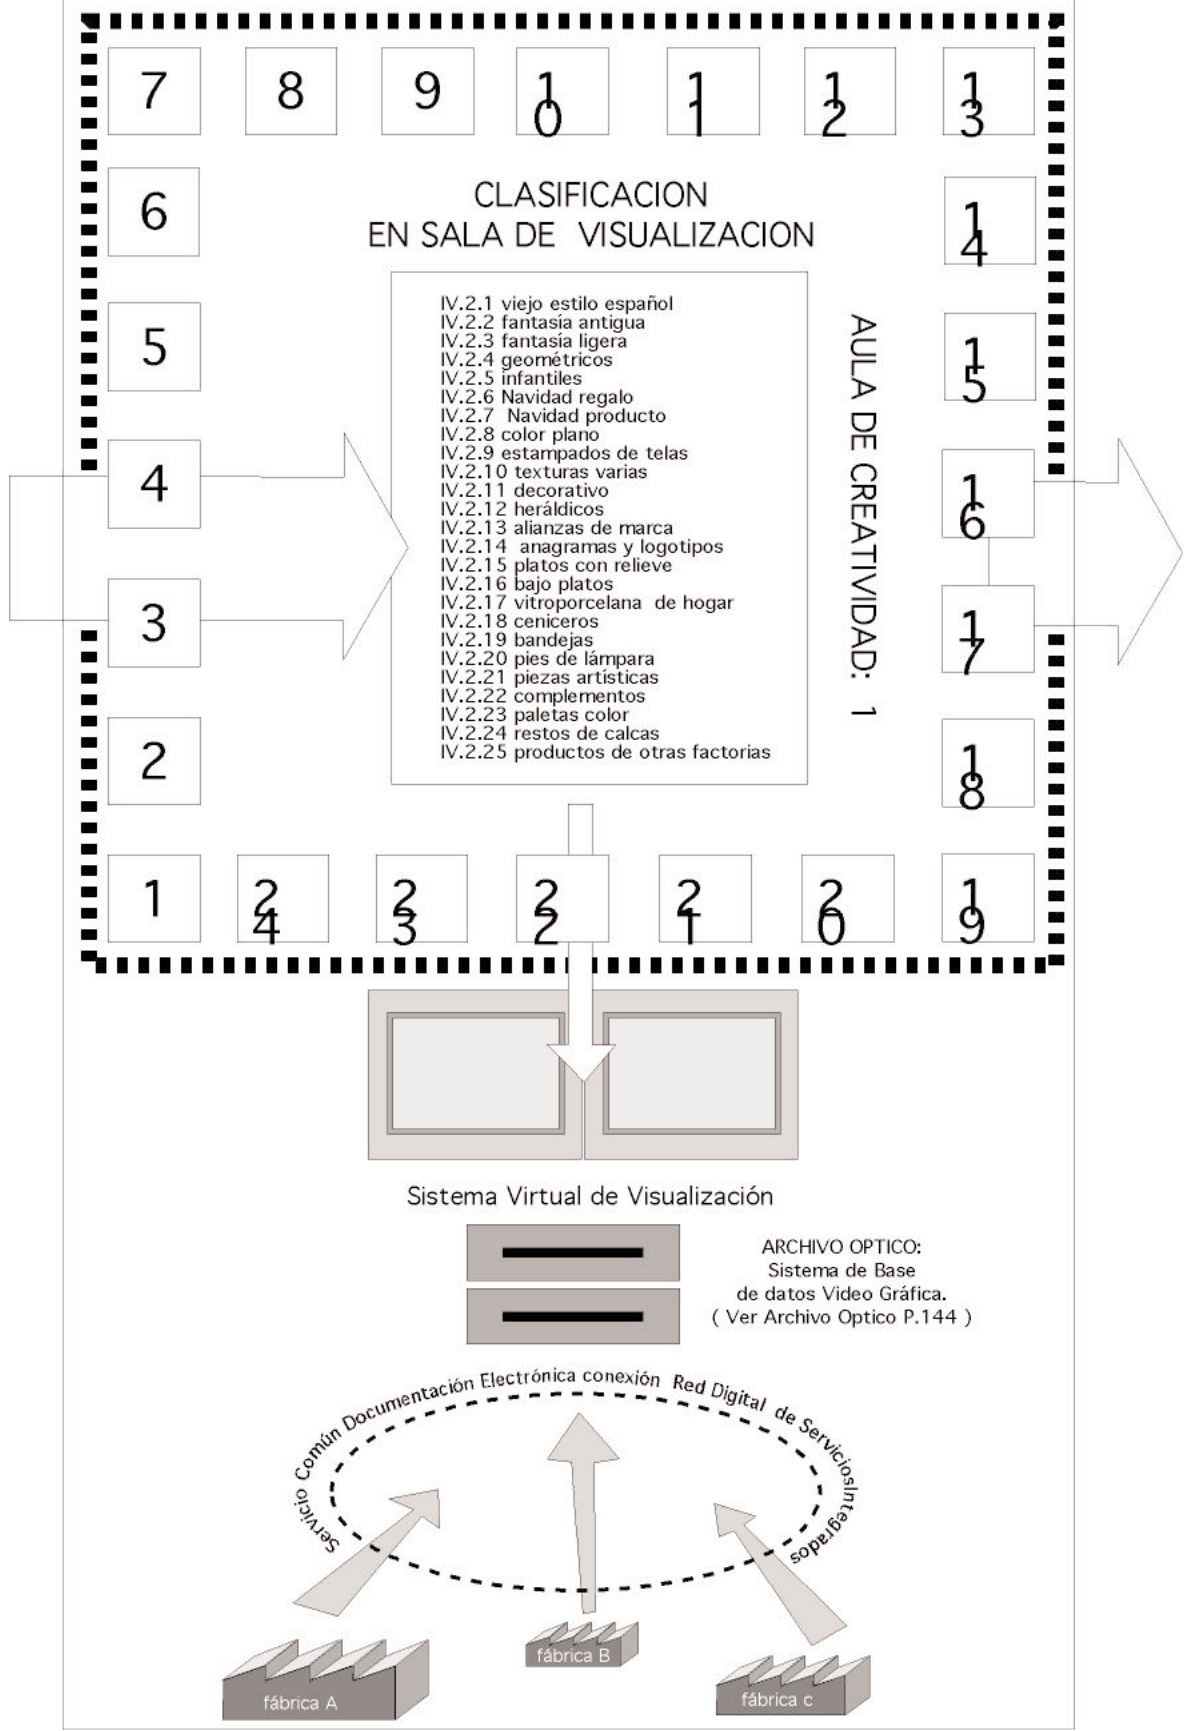 7 8 9 10 11 12 13
6
CLASIFICACION
EN SALA DE VISUALIZACION
14
IV.2.1 viejo estilo español
IV.2.2 fantasía antigua
IV.2.3 fantasía ligera
IV.2.4 geométricos
IV.2.5 infantiles
IV.2.6 Navidad regalo
IV.2.7 Navidad producto
IV.2.8 color plano
IV.2.9 estampados de telas
IV.2.10 texturas varias
IV.2.11 decorativo
IV.2.12 heráldicos
IV.2.13 alianzas de marca
IV.2.14 anagramas y logotipos
IV.2.15 platos con relieve
IV.2.16 bajo platos
IV.2.17 vitroporcelana de hogar
IV.2.18 ceniceros
IV.2.19 bandejas
IV.2.20 pies de lámpara
IV.2.21 piezas artísticas
IV.2.22 complementos
IV.2.23 paletas color
IV.2.24 restos de calcas
IV.2.25 productos de otras factorias
AULA DE CREATIVIDAD: 1
5
15
4
16
3
17
2
18
1 24 23 22 21 20 19
Sistema Virtual de Visualización
ARCHIVO OPTICO:
Sistema de Base
de datos Video Gráfica.
( Ver Archivo Optico P.144 )
Servicio Común Documentación Electrónica conexión Red Digital de ServiciosIntegrados
fábrica A
fábrica B
fábrica c